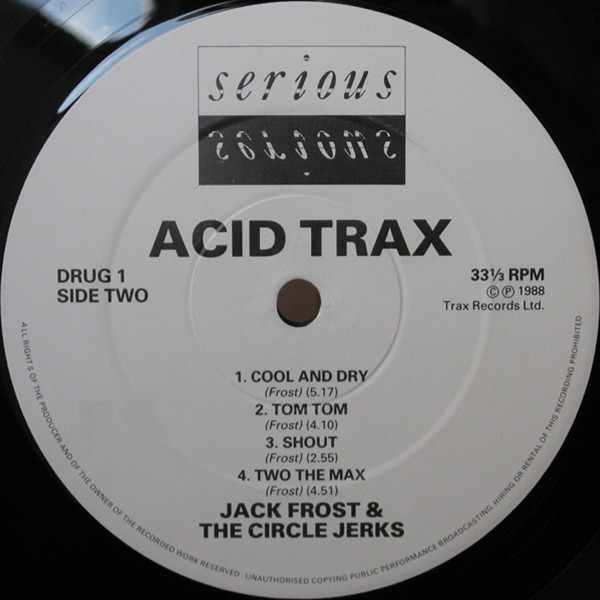 serious
serious
ACID TRAX
DRUG 1
SIDE TWO
33⅓ RPM
© ℗ 1988
Trax Records Ltd.
1. COOL AND DRY
(Frost) (5.17)
2. TOM TOM
(Frost) (4.10)
3. SHOUT
(Frost) (2.55)
4. TWO THE MAX
(Frost) (4.51)
JACK FROST &
THE CIRCLE JERKS
ALL RIGHTS OF THE PRODUCER AND OF THE OWNER OF THE RECORDED WORK RESERVED · UNAUTHORISED COPYING PUBLIC PERFORMANCE BROADCASTING, HIRING OR RENTAL OF THIS RECORDING PROHIBITED